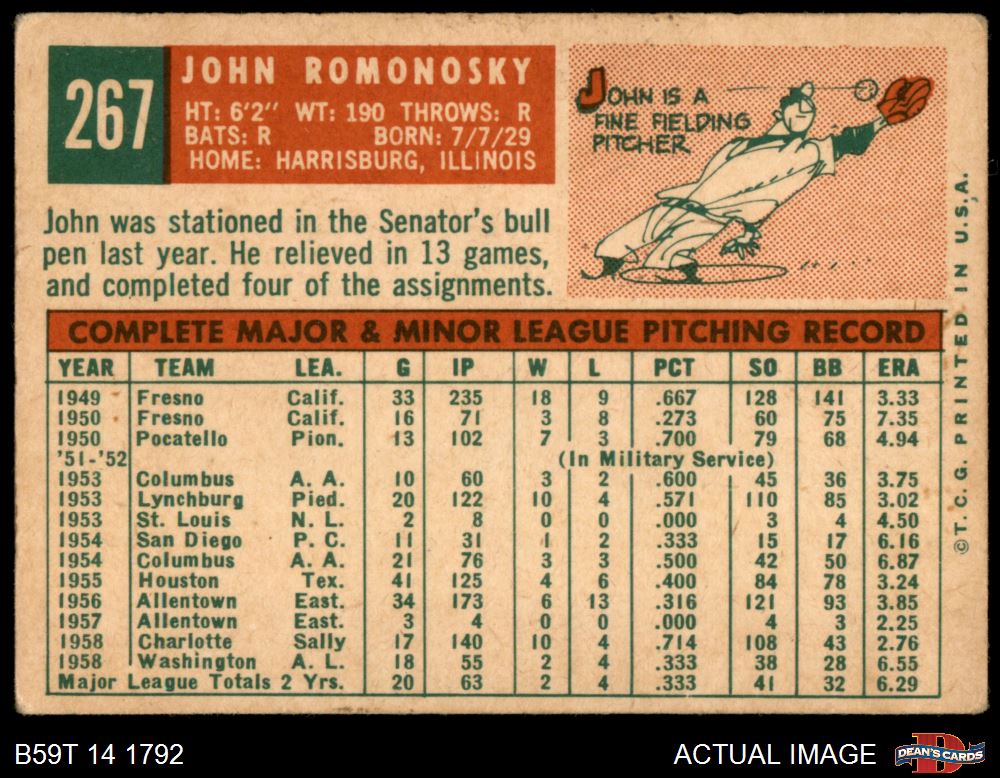 267
JOHN ROMONOSKY
HT: 6'2" WT: 190 THROWS: R
BATS: R BORN: 7/7/29
HOME: HARRISBURG, ILLINOIS
JOHN IS A
FINE FIELDING
PITCHER
John was stationed in the Senator's bull
pen last year. He relieved in 13 games,
and completed four of the assignments.
COMPLETE MAJOR & MINOR LEAGUE PITCHING RECORD
YEAR TEAM LEA. G IP W L PCT SO BB ERA
1949 Fresno Calif. 33 235 18 9 .667 128 141 3.33
1950 Fresno Calif. 16 71 3 8 .273 60 75 7.35
1950 Pocatello Pion. 13 102 7 3 .700 79 68 4.94
'51-'52 (In Military Service)
1953 Columbus A. A. 10 60 3 2 .600 45 36 3.75
1953 Lynchburg Pied. 20 122 10 4 .571 110 85 3.02
1953 St. Louis N. L. 2 8 0 0 .000 3 4 4.50
1954 San Diego P. C. 11 31 1 2 .333 15 17 6.16
1954 Columbus A. A. 21 76 3 3 .500 42 50 6.87
1955 Houston Tex. 41 125 4 6 .400 84 78 3.24
1956 Allentown East. 34 173 6 13 .316 121 93 3.85
1957 Allentown East. 3 4 0 0 .000 4 3 2.25
1958 Charlotte Sally 17 140 10 4 .714 108 43 2.76
1958 Washington A. L. 18 55 2 4 .333 38 28 6.55
Major League Totals 2 Yrs. 20 63 2 4 .333 41 32 6.29
©T. C. G. PRINTED IN U.S.A.
B59T 14 1792
ACTUAL IMAGE
DEAN'S CARDS